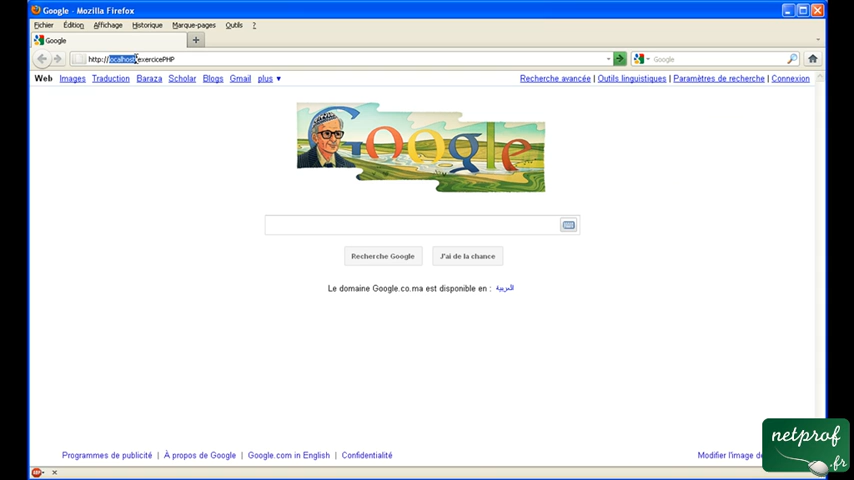 Google - Mozilla Firefox
Fichier Édition Affichage Historique Marque-pages Outils ?
Google
http://localhost/exercicePHP Google
Web Images Traduction Baraza Scholar Blogs Gmail plus ▼ Recherche avancée | Outils linguistiques | Paramètres de recherche | Connexion
Google
Recherche Google J'ai de la chance
Le domaine Google.co.ma est disponible en : العربية
Programmes de publicité | À propos de Google | Google.com in English | Confidentialité Modifier l'image de
netprof
.fr